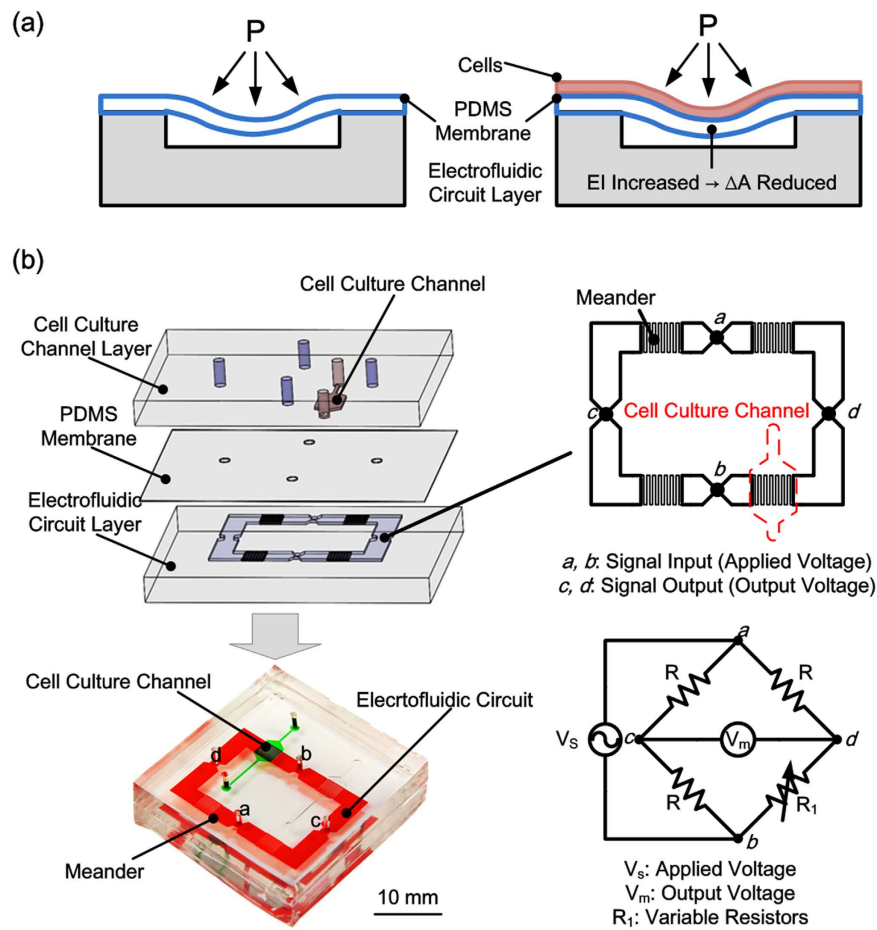 (a)
P
P
Cells
PDMS
Membrane
Electrofluidic
Circuit Layer
EI Increased → ΔA Reduced
(b)
Cell Culture
Channel
Cell Culture
Channel Layer
PDMS
Membrane
Electrofluidic
Circuit Layer
Meander
a
c
Cell Culture Channel
d
b
a, b: Signal Input (Applied Voltage)
c, d: Signal Output (Output Voltage)
Cell Culture
Channel
Elecrtofluidic Circuit
d
b
a
c
Meander
10 mm
a
R
R
Vs
c
Vm
d
R
R1
b
Vs: Applied Voltage
Vm: Output Voltage
R1: Variable Resistors